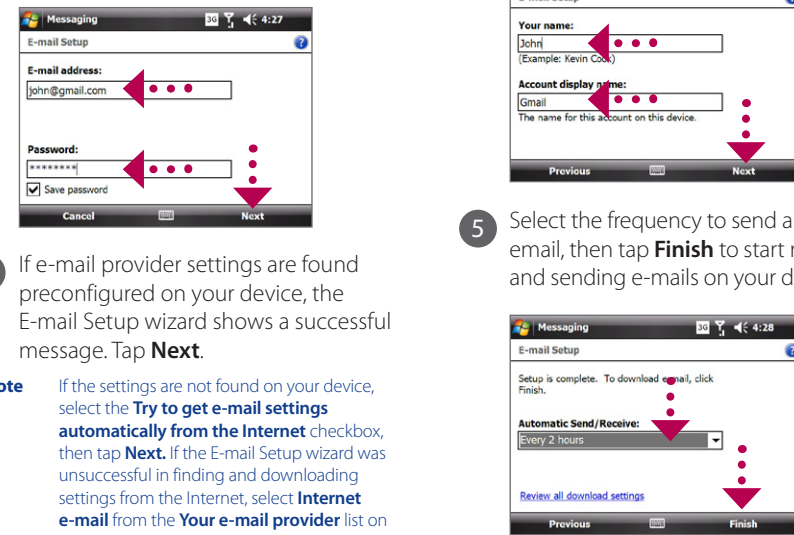 Messaging 3G 4:27
E-mail Setup
E-mail address:
john@gmail.com
Password:
********
Save password
Cancel Next
If e-mail provider settings are found
preconfigured on your device, the
E-mail Setup wizard shows a successful
message. Tap Next.
If the settings are not found on your device,
select the Try to get e-mail settings
automatically from the Internet checkbox,
then tap Next. If the E-mail Setup wizard was
unsuccessful in finding and downloading
settings from the Internet, select Internet
e-mail from the Your e-mail provider list on
Your name:
John
(Example: Kevin Cook)
Account display name:
Gmail
The name for this account on this device.
Previous Next
5 Select the frequency to send a
email, then tap Finish to start
and sending e-mails on your
Messaging 3G 4:28
E-mail Setup
Setup is complete. To download e-mail, click
Finish.
Automatic Send/Receive:
Every 2 hours
Review all download settings
Previous Finish